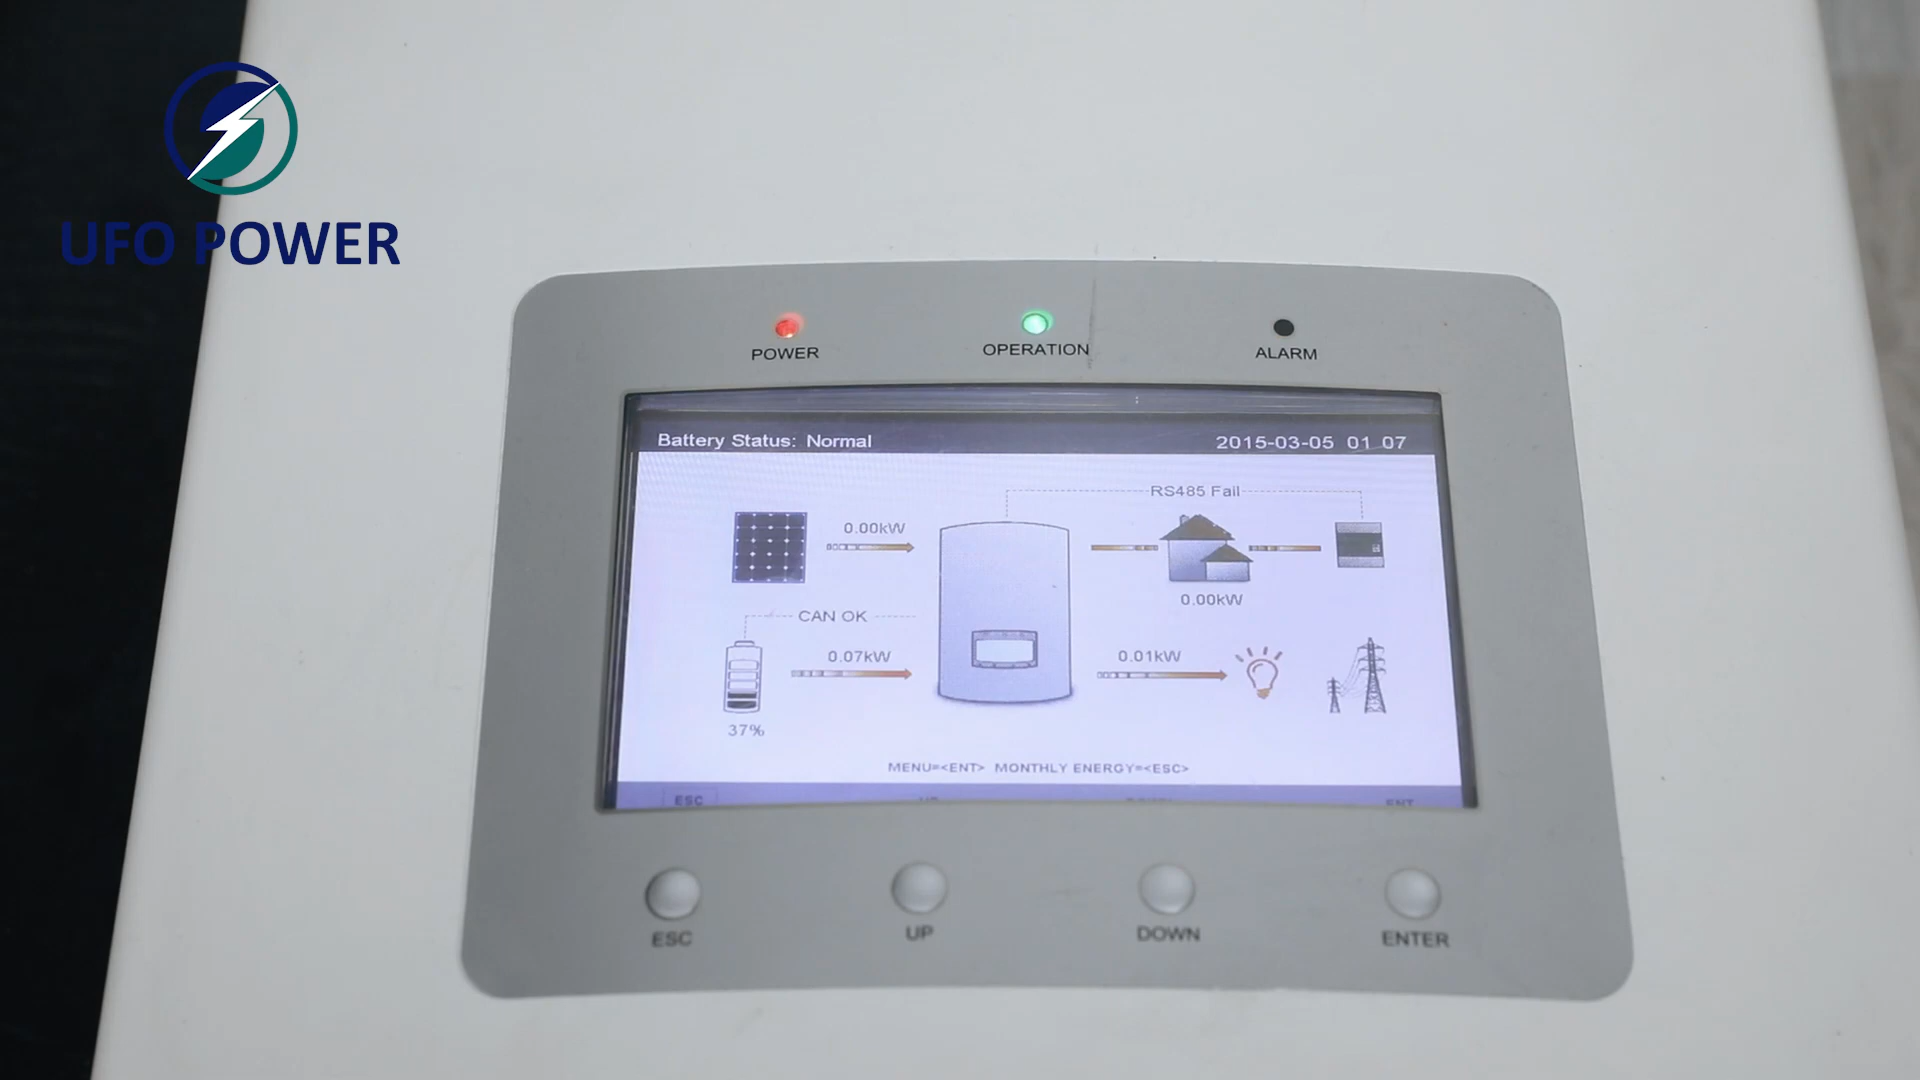 UFO POWER
POWER
OPERATION
ALARM
Battery Status: Normal
2015-03-05 01 07
RS485 Fail
0.00kW
0.00kW
CAN OK
0.07kW
0.01kW
37%
MENU=<ENT> MONTHLY ENERGY=<ESC>
ESC
ESC
UP
DOWN
ENTER